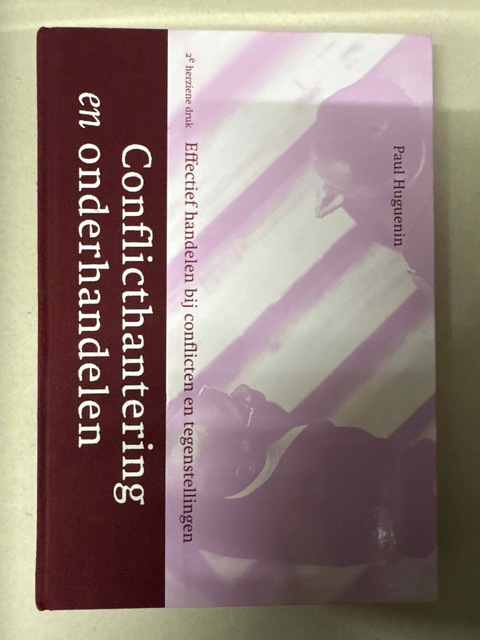 Paul Huguenin
2e herziene druk
Effectief handelen bij conflicten en tegenstellingen
Conflicthantering
en onderhandelen